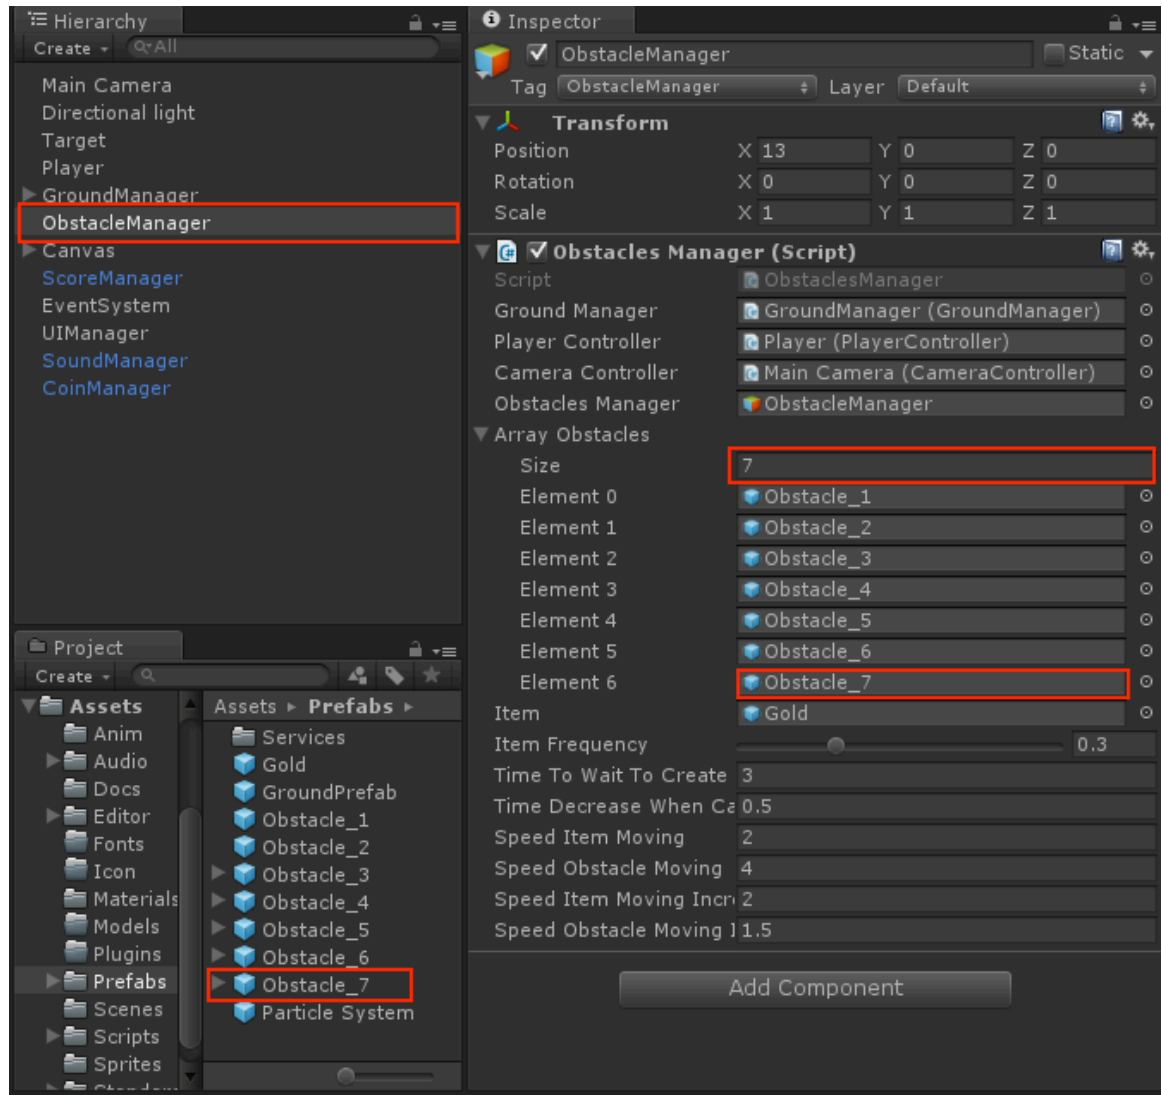 Hierarchy
Create
All
Main Camera
Directional light
Target
Player
GroundManager
ObstacleManager
Canvas
ScoreManager
EventSystem
UIManager
SoundManager
CoinManager
Project
Create
Assets
Anim
Audio
Docs
Editor
Fonts
Icon
Materials
Models
Plugins
Prefabs
Scenes
Scripts
Sprites
Assets ▸ Prefabs ▸
Services
Gold
GroundPrefab
Obstacle_1
Obstacle_2
Obstacle_3
Obstacle_4
Obstacle_5
Obstacle_6
Obstacle_7
Particle System
Inspector
ObstacleManager Static
Tag ObstacleManager Layer Default
Transform
Position X 13 Y 0 Z 0
Rotation X 0 Y 0 Z 0
Scale X 1 Y 1 Z 1
Obstacles Manager (Script)
Script ObstaclesManager
Ground Manager GroundManager (GroundManager)
Player Controller Player (PlayerController)
Camera Controller Main Camera (CameraController)
Obstacles Manager ObstacleManager
Array Obstacles
Size 7
Element 0 Obstacle_1
Element 1 Obstacle_2
Element 2 Obstacle_3
Element 3 Obstacle_4
Element 4 Obstacle_5
Element 5 Obstacle_6
Element 6 Obstacle_7
Item Gold
Item Frequency 0.3
Time To Wait To Create 3
Time Decrease When Ca 0.5
Speed Item Moving 2
Speed Obstacle Moving 4
Speed Item Moving Incr 2
Speed Obstacle Moving I 1.5
Add Component